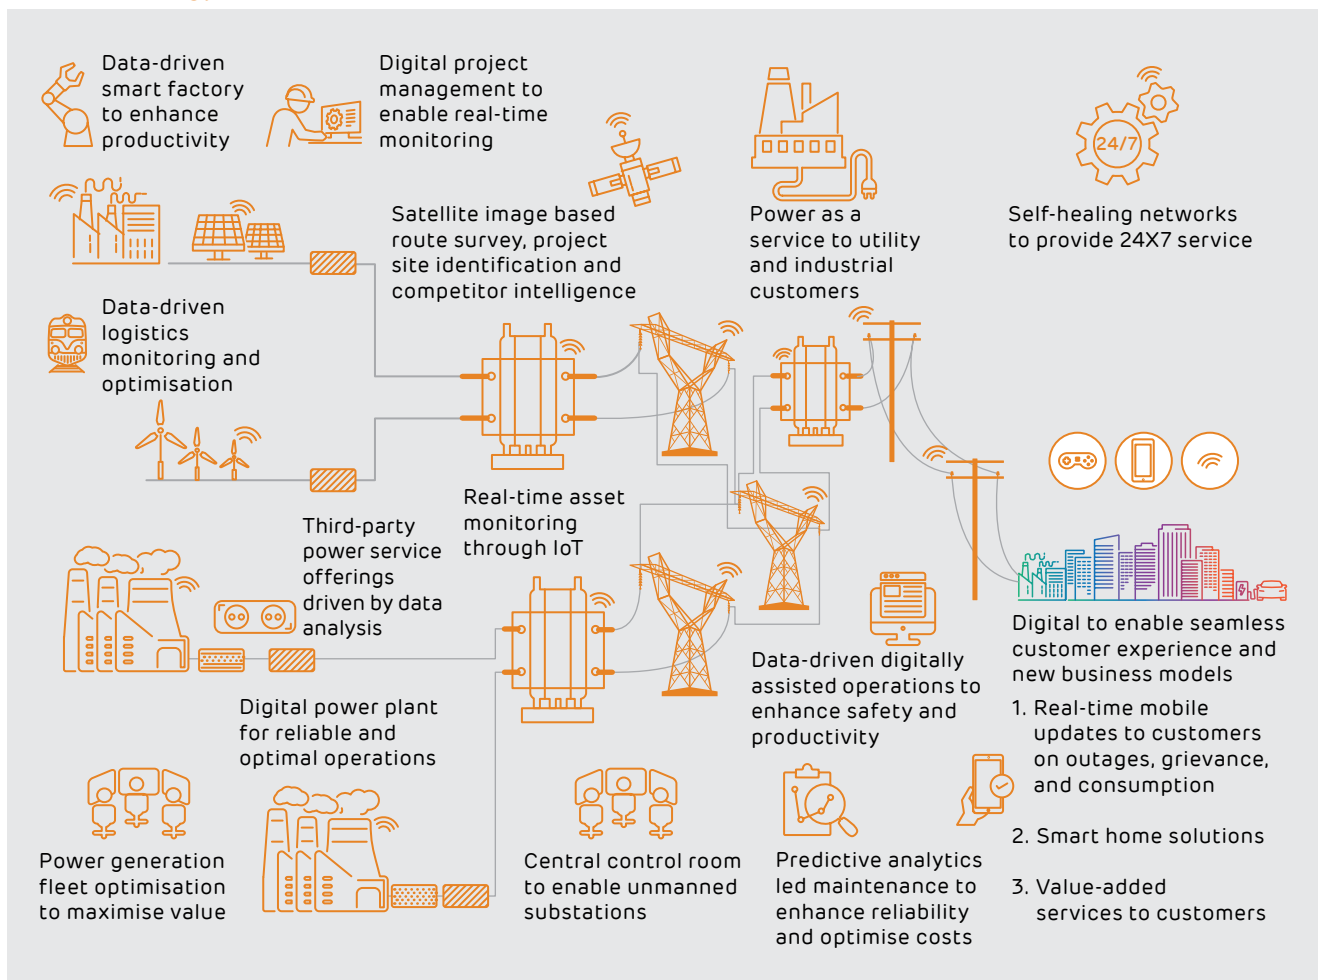 Data-driven
smart factory
to enhance
productivity
Digital project
management to
enable real-time
monitoring
Satellite image based
route survey, project
site identification and
competitor intelligence
Power as a
service to utility
and industrial
customers
24/7
Self-healing networks
to provide 24X7 service
Data-driven
logistics
monitoring and
optimisation
Real-time asset
monitoring
through IoT
Third-party
power service
offerings
driven by data
analysis
Digital power plant
for reliable and
optimal operations
Data-driven digitally
assisted operations to
enhance safety and
productivity
Digital to enable seamless
customer experience and
new business models
1. Real-time mobile
updates to customers
on outages, grievance,
and consumption
2. Smart home solutions
3. Value-added
services to customers
Power generation
fleet optimisation
to maximise value
Central control room
to enable unmanned
substations
Predictive analytics
led maintenance to
enhance reliability
and optimise costs